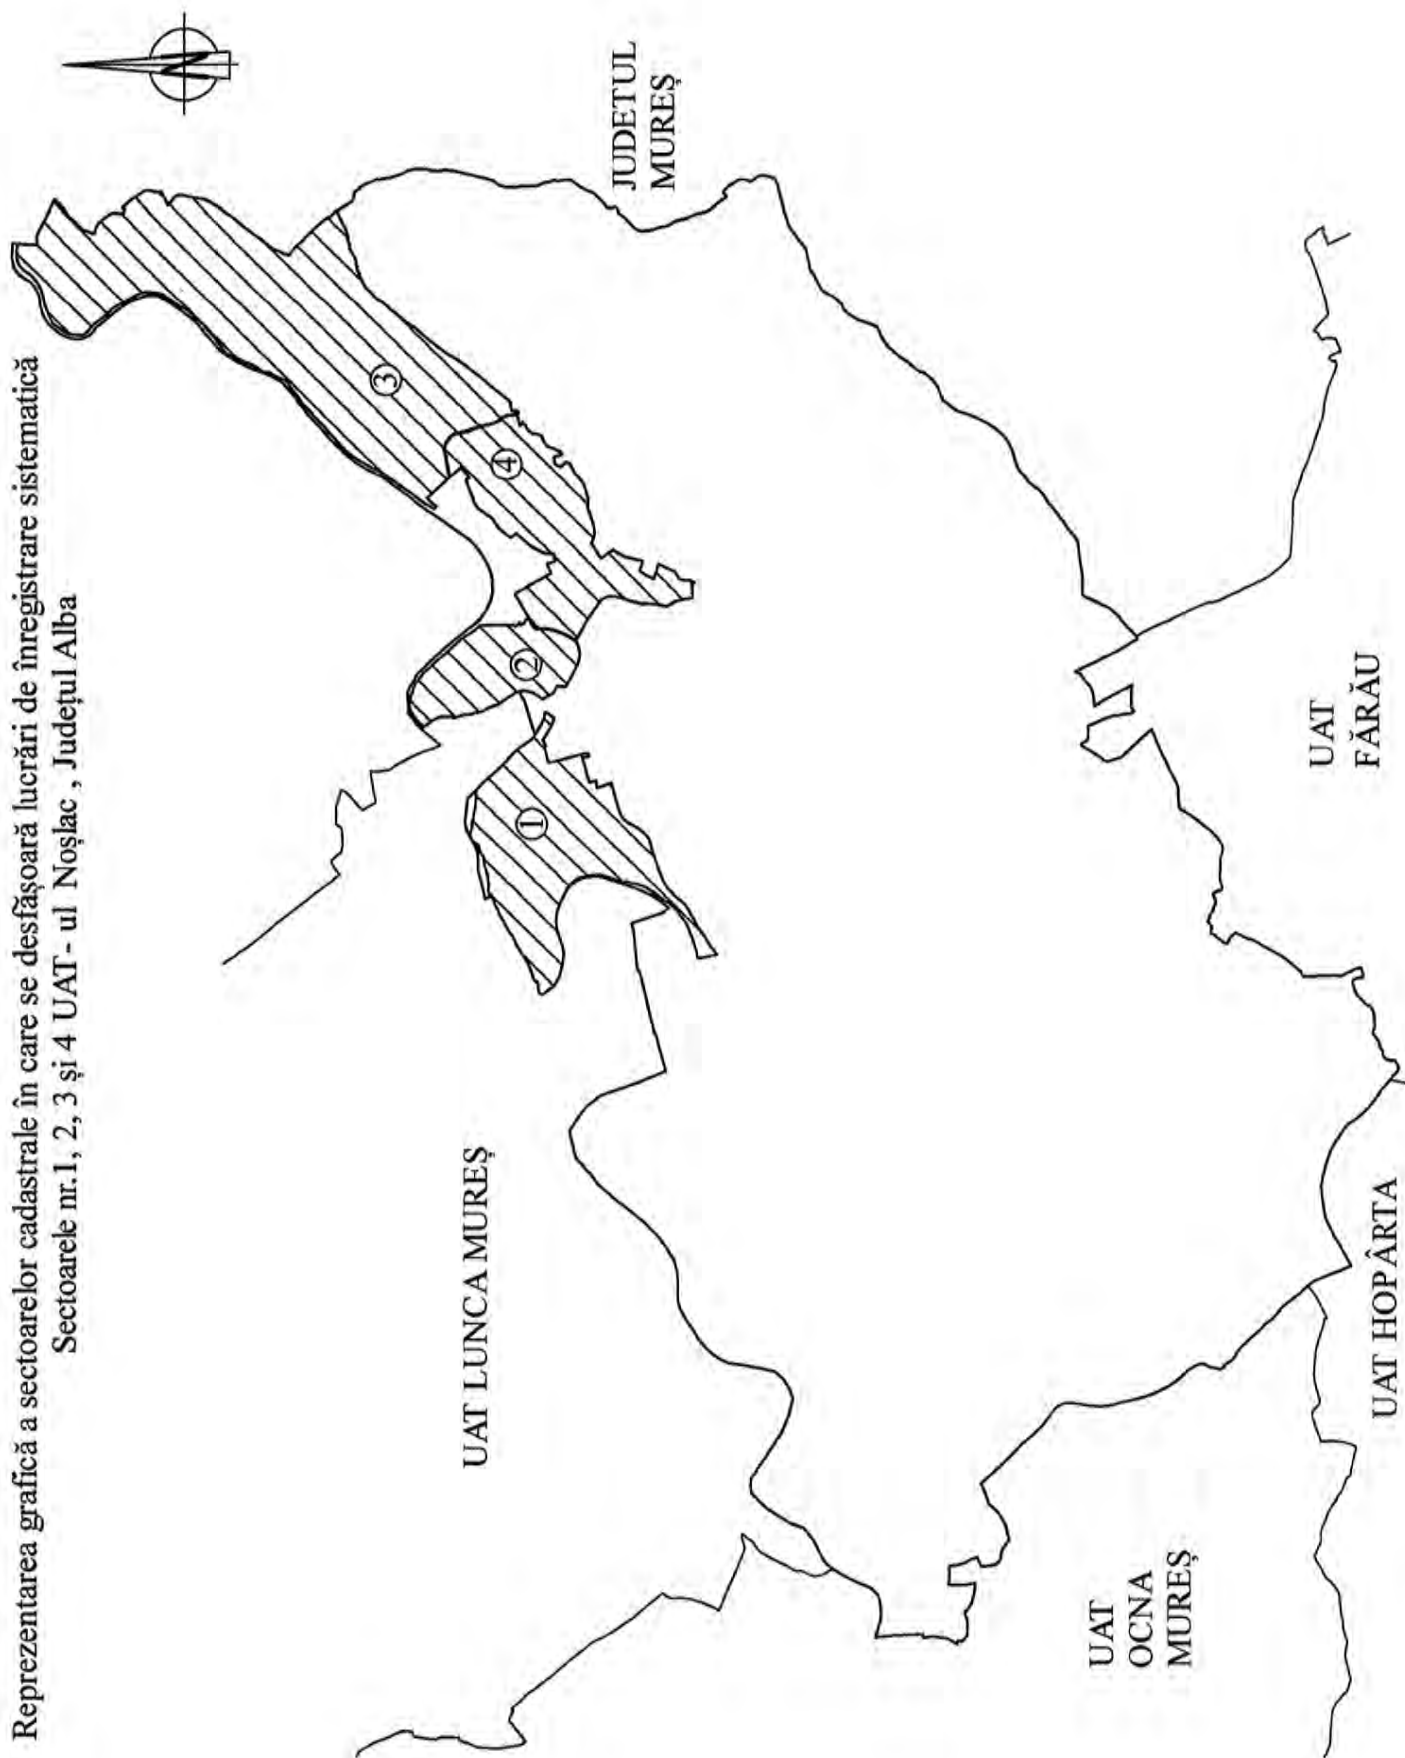 Reprezentarea grafică a sectoarelor cadastrale în care se desfășoară lucrări de înregistrare sistematică
Sectoarele nr.1, 2, 3 și 4 UAT- ul Noșlac , Județul Alba
N
JUDETUL
MUREȘ
3
4
2
1
UAT LUNCA MUREȘ
UAT
FĂRĂU
UAT
OCNA
MUREȘ
UAT HOPÂRTA